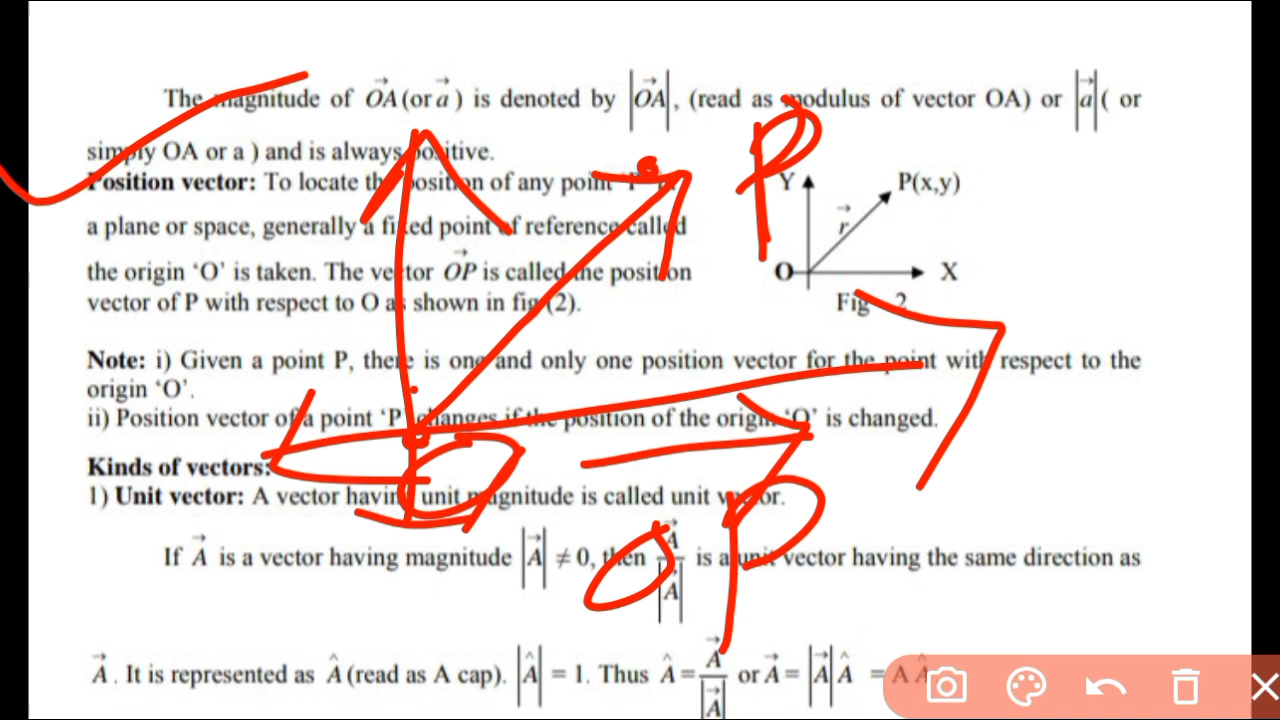 The magnitude of OA (or a ) is denoted by |OA|, (read as modulus of vector OA) or |a| ( or
simply OA or a ) and is always positive.
Position vector: To locate the position of any point 'P' in
a plane or space, generally a fixed point of reference called
the origin 'O' is taken. The vector OP is called the position
vector of P with respect to O as shown in fig (2).
P
Y
P(x,y)
r
O
X
Fig 2
Note: i) Given a point P, there is one and only one position vector for the point with respect to the
origin 'O'.
ii) Position vector of a point 'P' changes if the position of the origin 'O' is changed.
O
Kinds of vectors:
1) Unit vector: A vector having unit magnitude is called unit vector.
OP
If A is a vector having magnitude |A| ≠ 0, then A/|A| is a unit vector having the same direction as
A . It is represented as Â (read as A cap). |Â| = 1. Thus Â = A/|A| or A = |A| Â = A Â